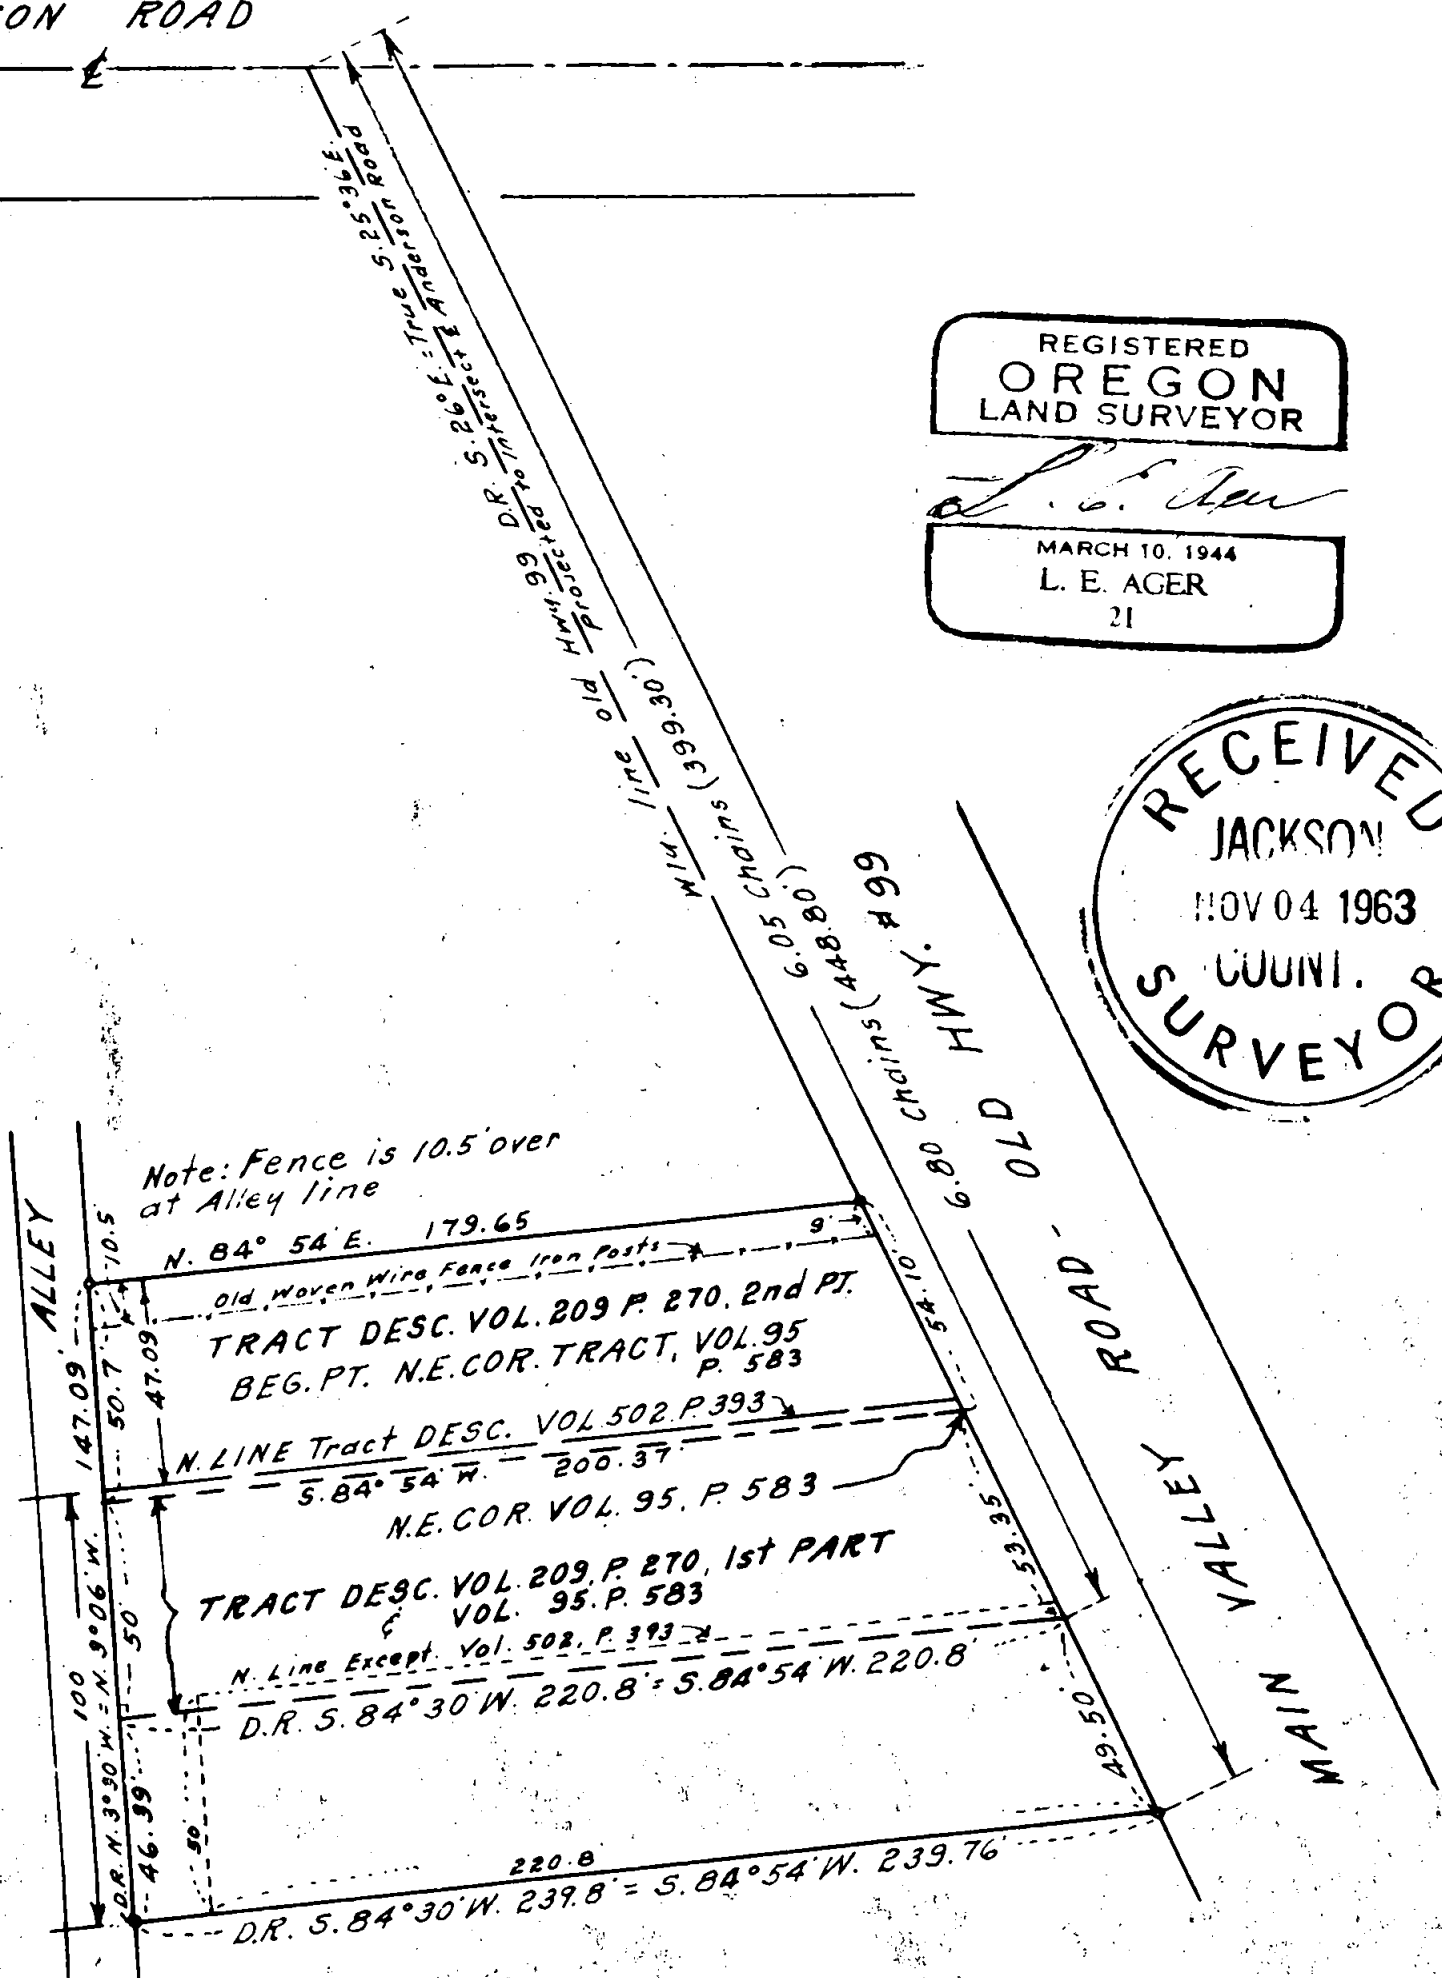 ON ROAD
℄
Wly. line old Hwy. 99 D.R. S. 26° E. = True S. 25° 36' E.
Projected to Intersect ℄ Anderson Road
6.05 Chains (399.30')
6.80 Chains (448.80')
REGISTERED
OREGON
LAND SURVEYOR
L. E. Ager
MARCH 10, 1944
L. E. AGER
21
RECEIVED
JACKSON
NOV 04 1963
COUNT.
SURVEYOR
MAIN VALLEY ROAD - OLD HWY. #99
Note: Fence is 10.5' over
at Alley line
ALLEY
10.5
N. 84° 54' E. 179.65
9'
Old Woven Wire Fence Iron Posts
54.10
TRACT DESC. VOL. 209 P. 270, 2nd PT.
BEG. PT. N.E. COR. TRACT, VOL. 95
P. 583
147.09'
50.7'
47.09
N. LINE Tract DESC. VOL. 502 P. 393
S. 84° 54' W. 200.37
N.E. COR. VOL. 95, P. 583
53.35
TRACT DESC. VOL. 209, P. 270, 1st PART
& VOL. 95. P. 583
N. Line Except. Vol. 502, P. 393
D.R. S. 84° 30' W. 220.8' = S. 84° 54' W. 220.8'
100
D.R. N. 3° 30' W. = N. 3° 06' W.
50
46.39'
50'
49.50'
220.8
D.R. S. 84° 30' W. 239.8' = S. 84° 54' W. 239.76'